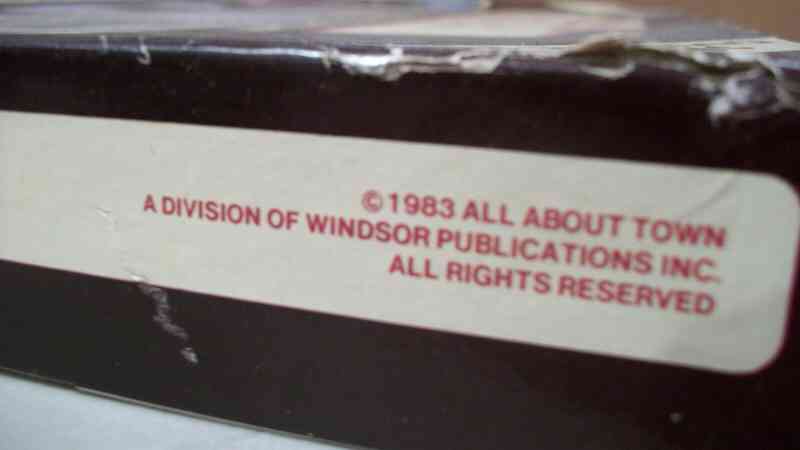 ©1983 ALL ABOUT TOWN
A DIVISION OF WINDSOR PUBLICATIONS INC.
ALL RIGHTS RESERVED